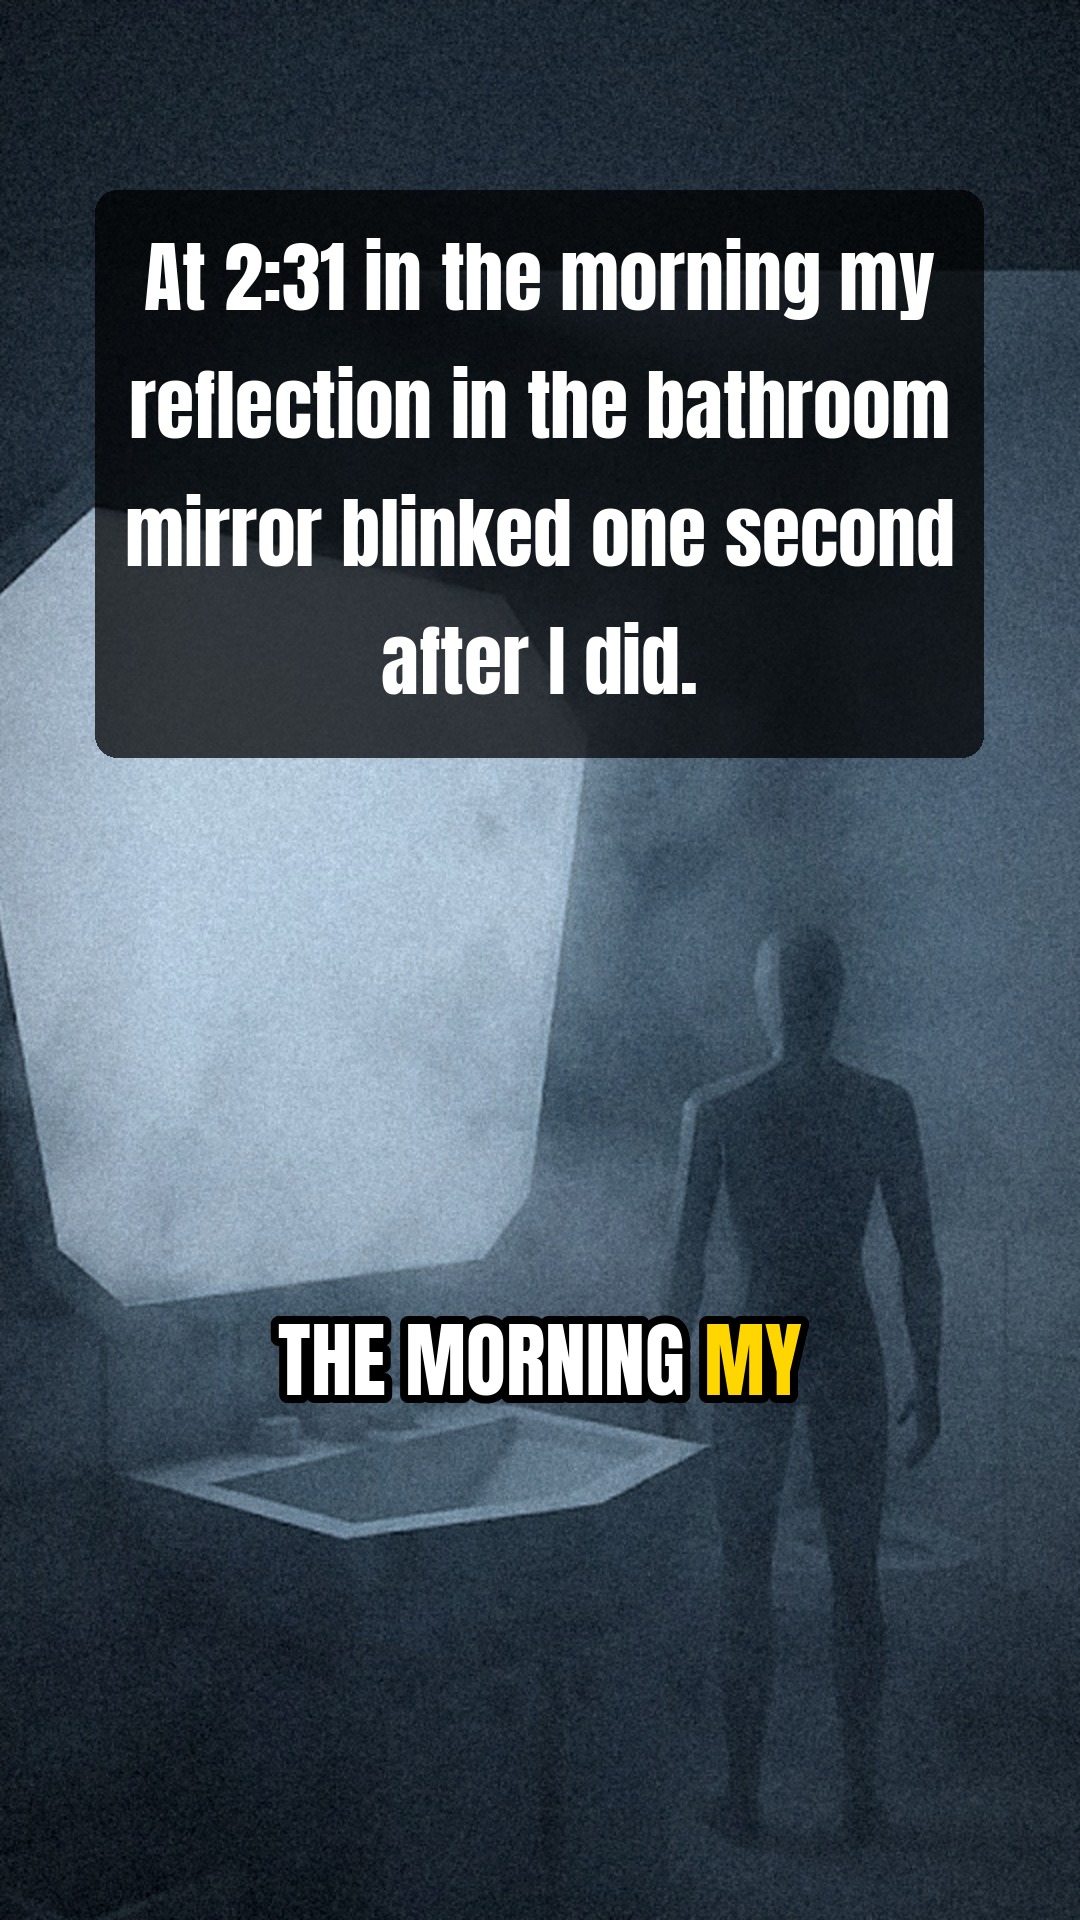 At 2:31 in the morning my
reflection in the bathroom
mirror blinked one second
after I did.
THE MORNING MY